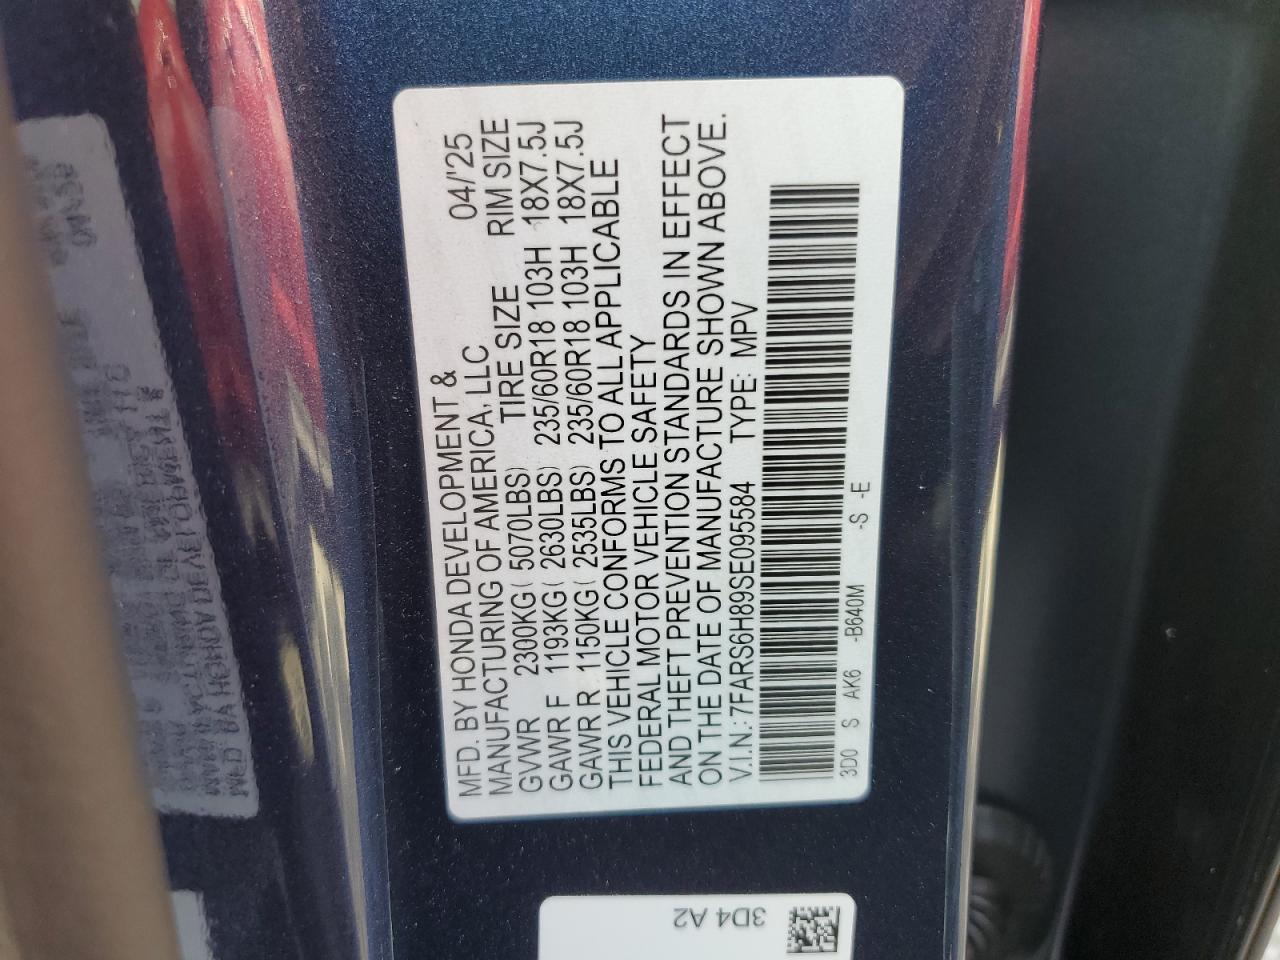 MFD. BY HONDA DEVELOPMENT &
MANUFACTURING OF AMERICA, LLC 04/'25
GVWR 2300KG ( 5070LBS) TIRE SIZE RIM SIZE
GAWR F 1193KG ( 2630LBS) 235/60R18 103H 18X7.5J
GAWR R 1150KG ( 2535LBS) 235/60R18 103H 18X7.5J
THIS VEHICLE CONFORMS TO ALL APPLICABLE
FEDERAL MOTOR VEHICLE SAFETY
AND THEFT PREVENTION STANDARDS IN EFFECT
ON THE DATE OF MANUFACTURE SHOWN ABOVE.
V.I.N.: 7FARS6H89SE095584 TYPE: MPV
3D0 S AK6 -B640M -S -E
3D4 A2